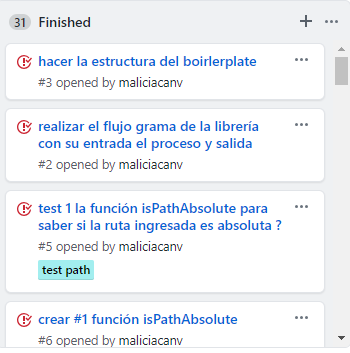 31 Finished
hacer la estructura del boirlerplate
#3 opened by maliciacanv
realizar el flujo grama de la librería
con su entrada el proceso y salida
#2 opened by maliciacanv
test 1 la función isPathAbsolute para
saber si la ruta ingresada es absoluta ?
#5 opened by maliciacanv
test path
crear #1 función isPathAbsolute
#6 opened by maliciacanv